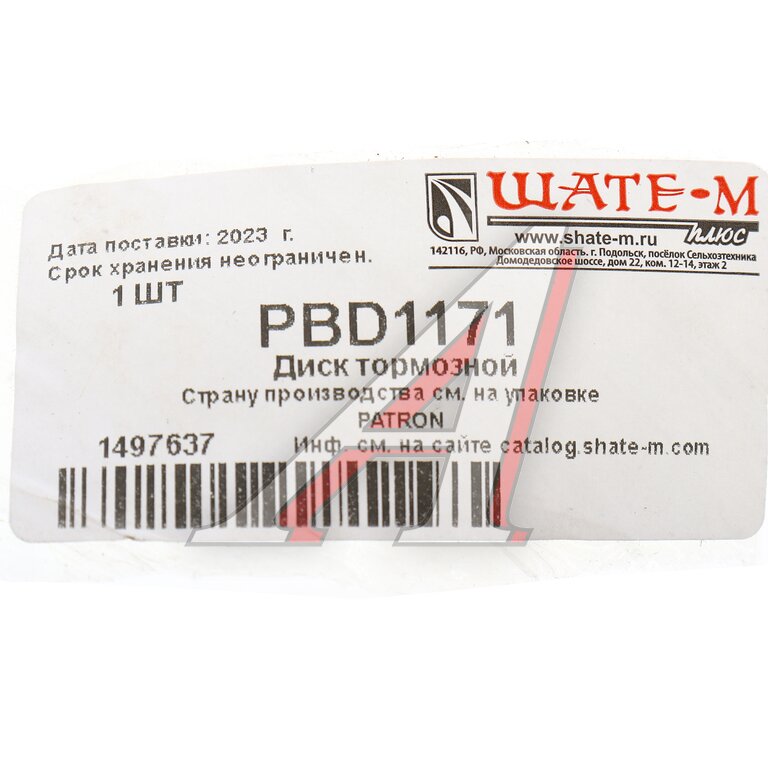 ШАТЕ-М
плюс
www.shate-m.ru
142116, РФ, Московская область. г. Подольск, посёлок Сельхозтехника
Домодедовское шоссе, дом 22, ком. 12-14, этаж 2
Дата поставки: 2023 г.
Срок хранения неограничен.
1 ШТ
PBD1171
Диск тормозной
Страну производства см. на упаковке
PATRON
1497637 Инф. см. на сайте catalog.shate-m.com